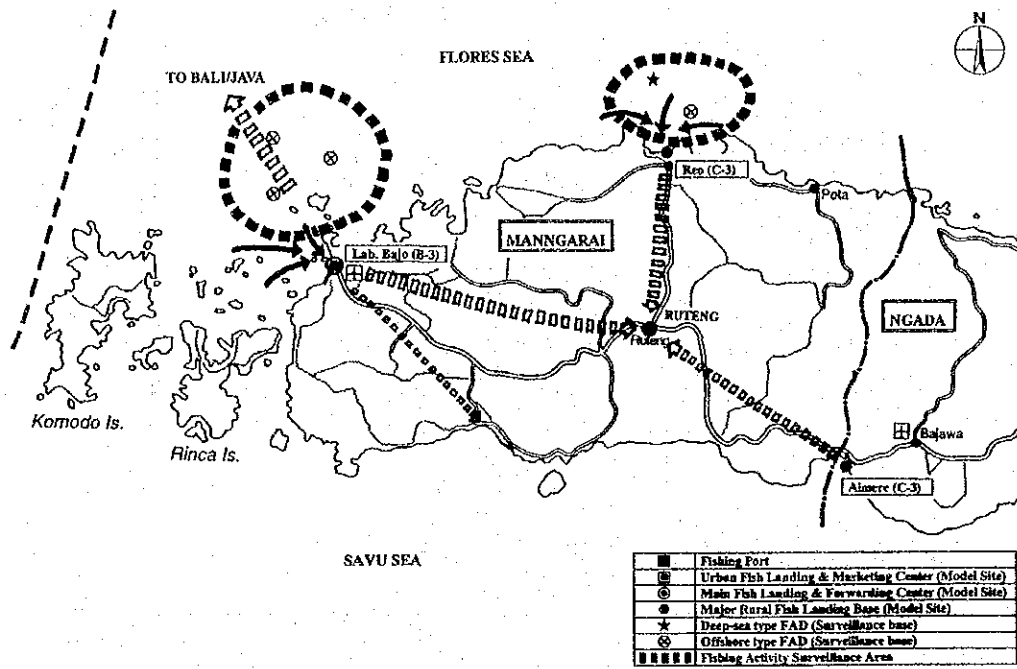 N
FLORES SEA
TO BALI/JAVA
Reo (C-3)
Pota
MANNGARAI
Lab. Bajo (B-3)
NGADA
RUTENG
Ruteng
Komodo Is.
Rinca Is.
Bajawa
Aimere (C-3)
SAVU SEA
Fishing Port
Urban Fish Landing & Marketing Center (Model Site)
Main Fish Landing & Forwarding Center (Model Site)
Major Rural Fish Landing Base (Model Site)
Deep-sea type FAD (Surveillance base)
Offshore type FAD (Surveillance base)
Fishing Activity Surveillance Area